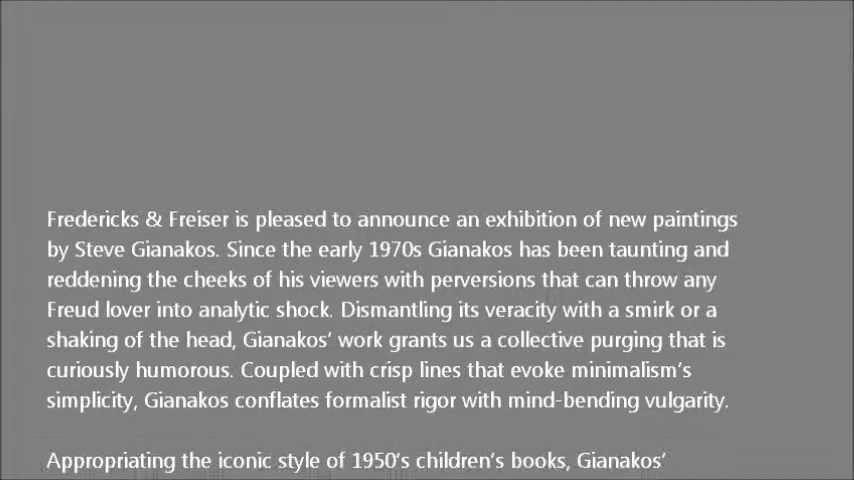 Fredericks & Freiser is pleased to announce an exhibition of new paintings
by Steve Gianakos. Since the early 1970s Gianakos has been taunting and
reddening the cheeks of his viewers with perversions that can throw any
Freud lover into analytic shock. Dismantling its veracity with a smirk or a
shaking of the head, Gianakos’ work grants us a collective purging that is
curiously humorous. Coupled with crisp lines that evoke minimalism’s
simplicity, Gianakos conflates formalist rigor with mind-bending vulgarity.
Appropriating the iconic style of 1950’s children’s books, Gianakos’